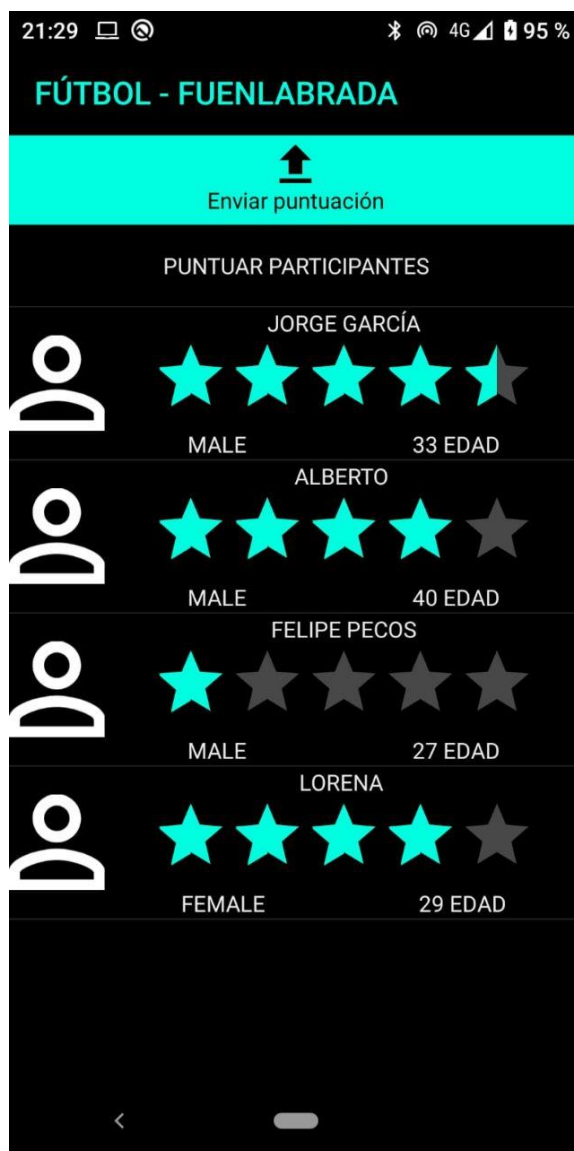 21:29 4G 95 %
FÚTBOL - FUENLABRADA
Enviar puntuación
PUNTUAR PARTICIPANTES
JORGE GARCÍA
MALE 33 EDAD
ALBERTO
MALE 40 EDAD
FELIPE PECOS
MALE 27 EDAD
LORENA
FEMALE 29 EDAD